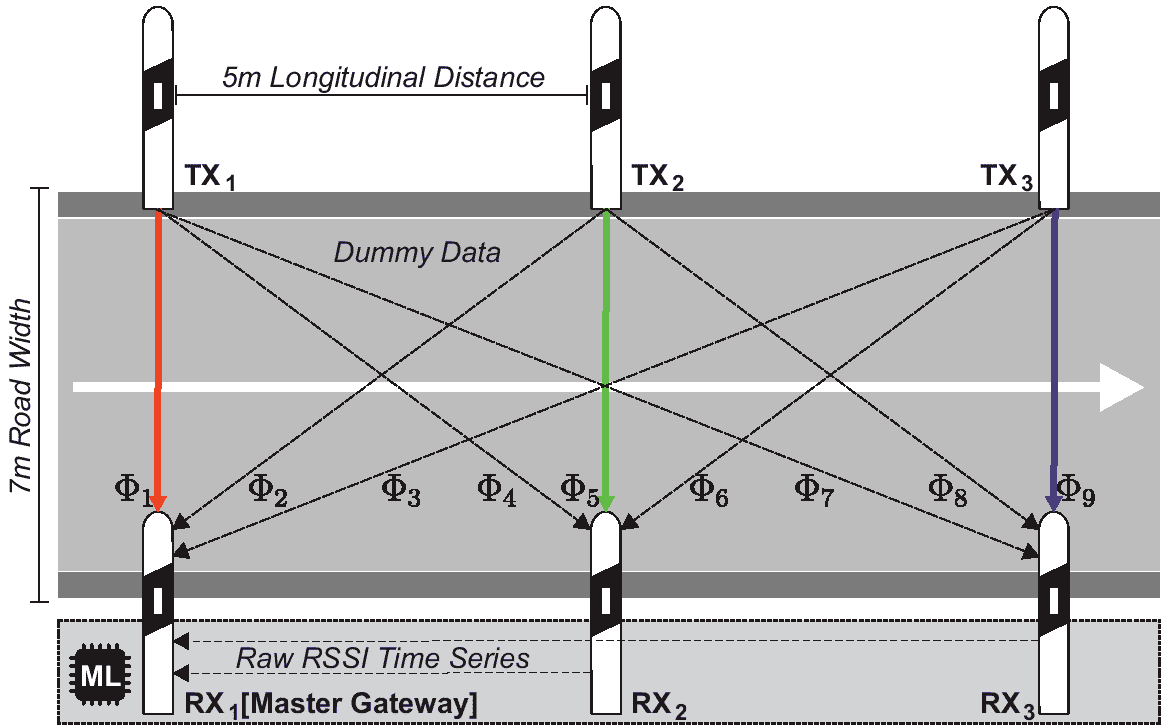 5m Longitudinal Distance
TX1 TX2 TX3
Dummy Data
7m Road Width
Φ1 Φ2 Φ3 Φ4 Φ5 Φ6 Φ7 Φ8 Φ9
ML
Raw RSSI Time Series
RX1[Master Gateway] RX2 RX3